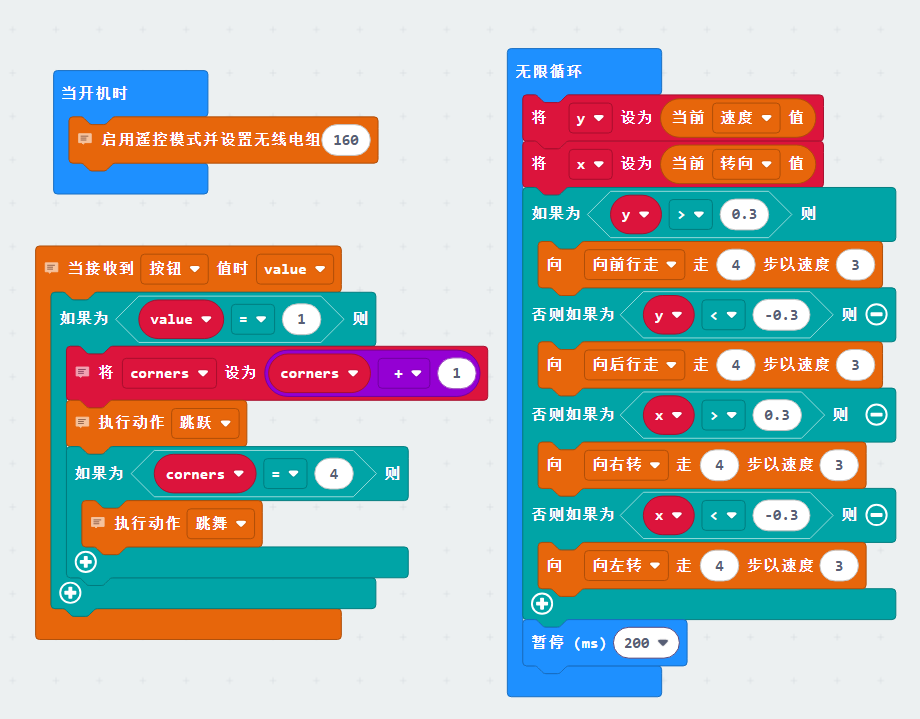 当开机时
启用遥控模式并设置无线电组 160
当接收到 按钮 值时 value
如果为 value = 1 则
将 corners 设为 corners + 1
执行动作 跳跃
如果为 corners = 4 则
执行动作 跳舞
无限循环
将 y 设为 当前 速度 值
将 x 设为 当前 转向 值
如果为 y > 0.3 则
向 向前行走 走 4 步以速度 3
否则如果为 y < -0.3 则
向 向后行走 走 4 步以速度 3
否则如果为 x > 0.3 则
向 向右转 走 4 步以速度 3
否则如果为 x < -0.3 则
向 向左转 走 4 步以速度 3
暂停 (ms) 200